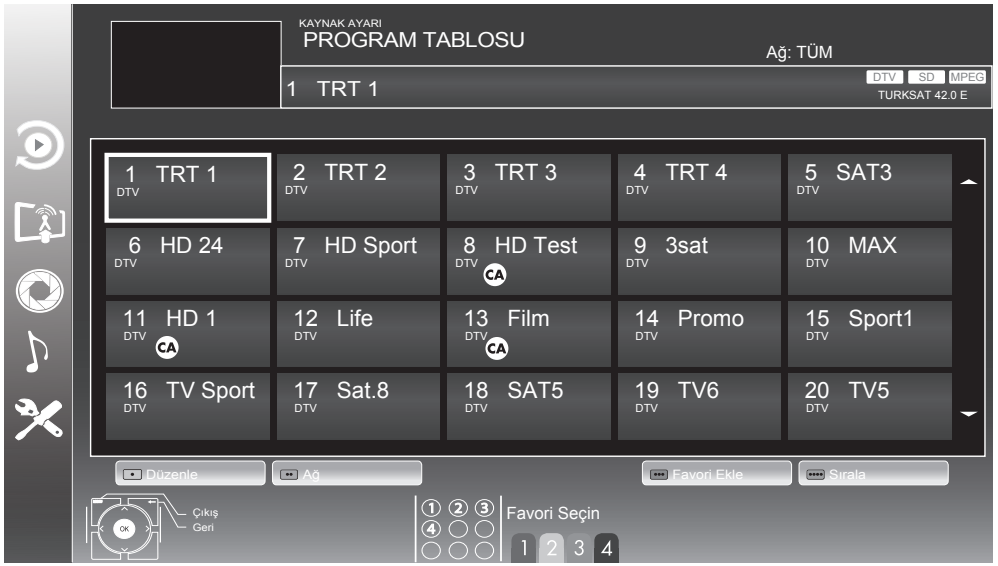 KAYNAK AYARI
PROGRAM TABLOSU
Ağ: TÜM
1 TRT 1
DTV SD MPEG
TURKSAT 42.0 E
1 TRT 1
DTV
2 TRT 2
DTV
3 TRT 3
DTV
4 TRT 4
DTV
5 SAT3
DTV
6 HD 24
DTV
7 HD Sport
DTV
8 HD Test
DTV
CA
9 3sat
DTV
10 MAX
DTV
11 HD 1
DTV
CA
12 Life
DTV
13 Film
DTV
CA
14 Promo
DTV
15 Sport1
DTV
16 TV Sport
DTV
17 Sat.8
DTV
18 SAT5
DTV
19 TV6
DTV
20 TV5
DTV
Düzenle
Ağ
Favori Ekle
Sırala
OK
Çıkış
Geri
1 2 3
4
Favori Seçin
1 2 3 4